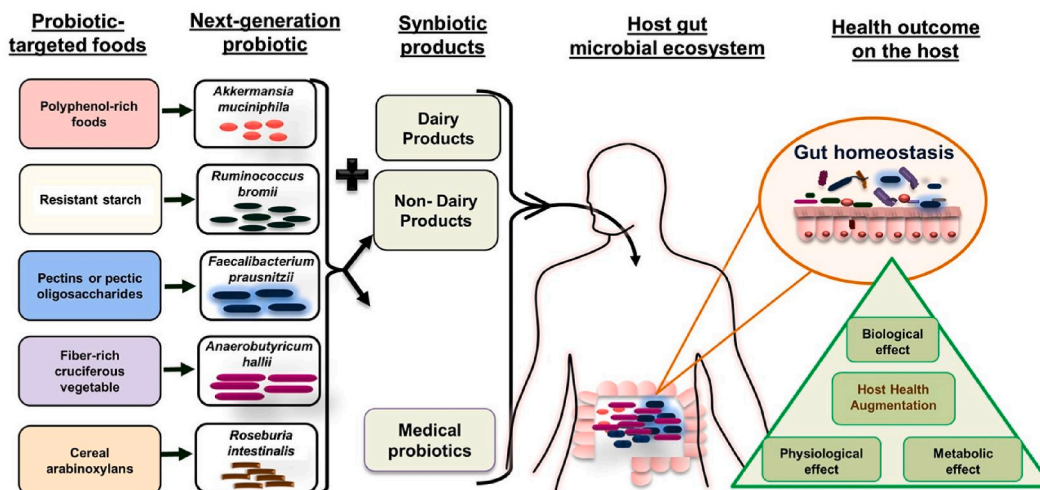 Probiotic-
targeted foods
Next-generation
probiotic
Synbiotic
products
Host gut
microbial ecosystem
Health outcome
on the host
Polyphenol-rich
foods
Akkermansia
muciniphila
Resistant starch
Ruminococcus
bromii
Pectins or pectic
oligosaccharides
Faecalibacterium
prausnitzii
Fiber-rich
cruciferous
vegetable
Anaerobutyricum
hallii
Cereal
arabinoxylans
Roseburia
intestinalis
Dairy
Products
Non- Dairy
Products
Medical
probiotics
Gut homeostasis
Biological
effect
Host Health
Augmentation
Physiological
effect
Metabolic
effect